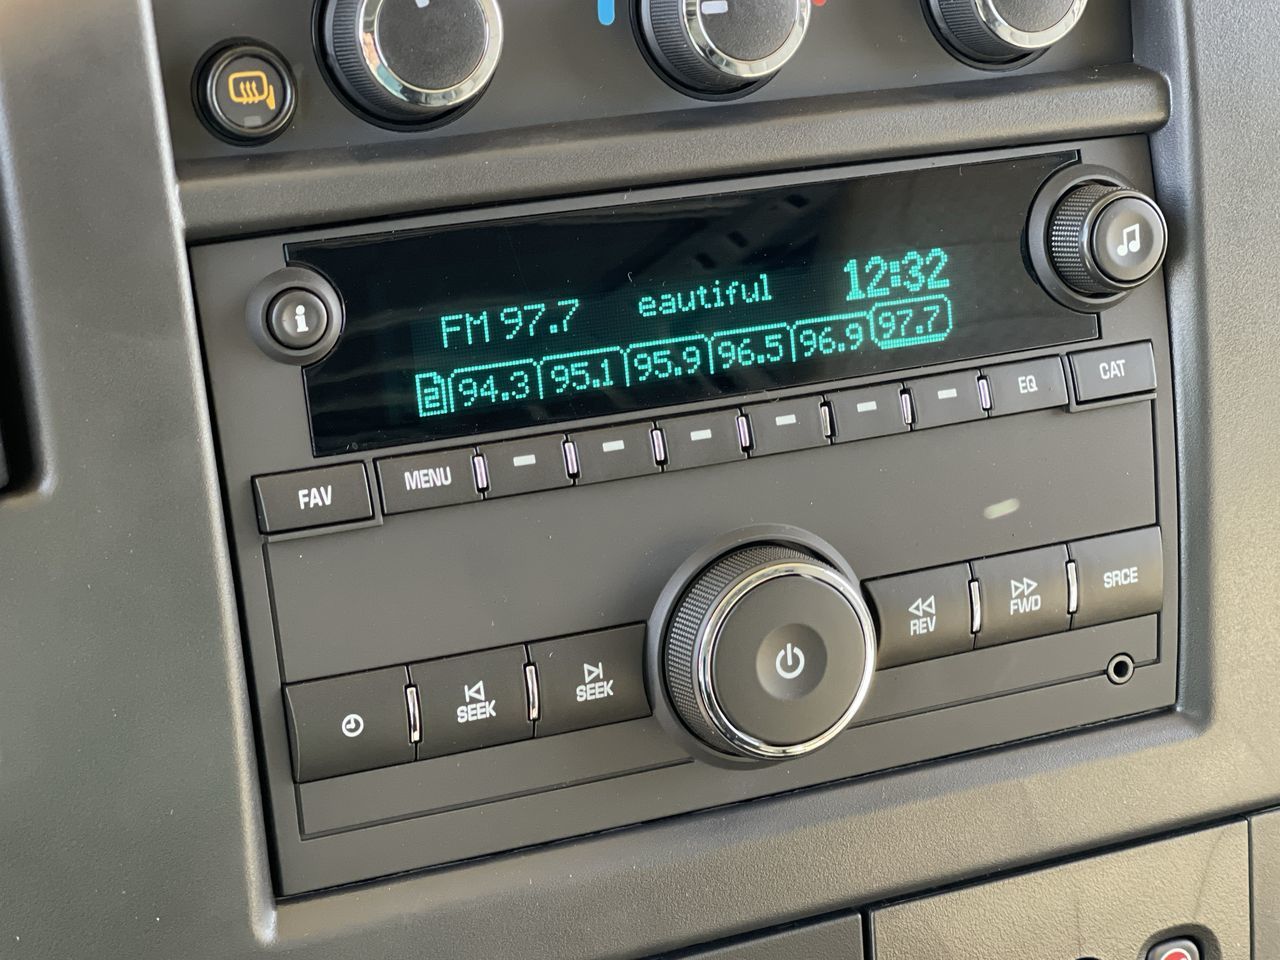 FM 97.7 eautiful 12:32
2 94.3 95.1 95.9 96.5 96.9 97.7
FAV MENU EQ CAT
SEEK SEEK REV FWD SRCE